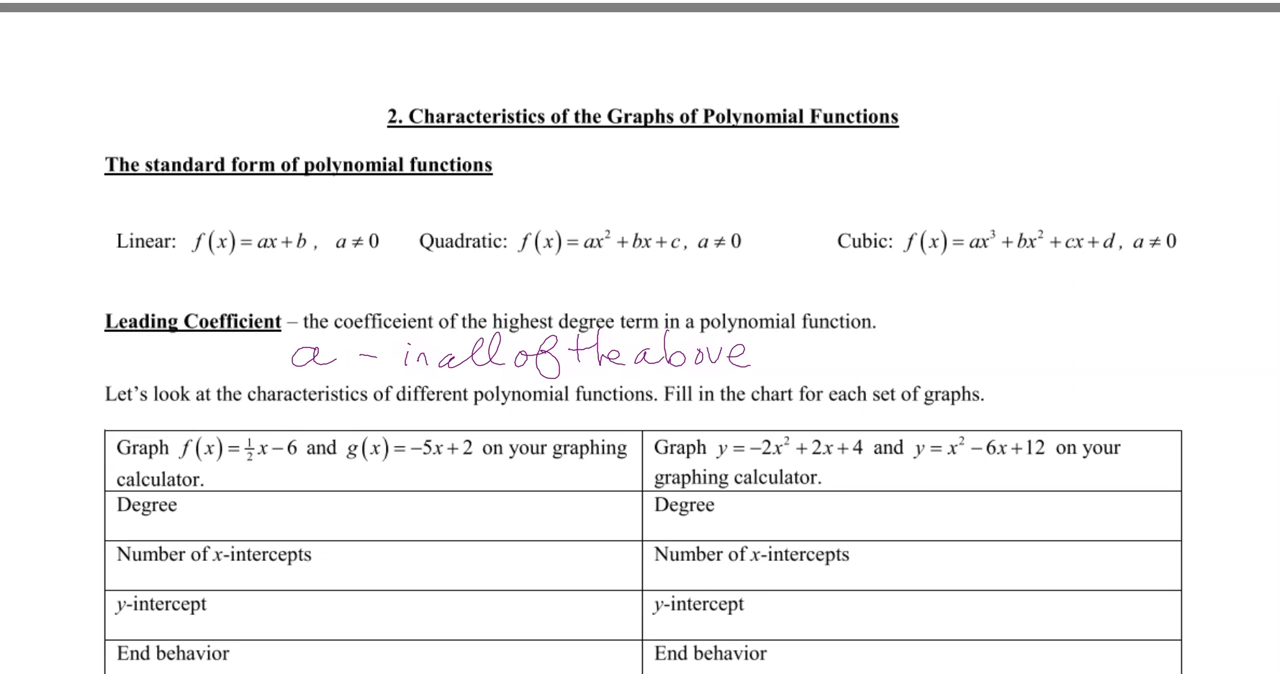 2. Characteristics of the Graphs of Polynomial Functions
The standard form of polynomial functions
Linear: f(x) = ax + b, a ≠ 0 Quadratic: f(x) = ax² + bx + c, a ≠ 0 Cubic: f(x) = ax³ + bx² + cx + d, a ≠ 0
Leading Coefficient – the coefficeient of the highest degree term in a polynomial function.
a – in all of the above
Let's look at the characteristics of different polynomial functions. Fill in the chart for each set of graphs.
Graph f(x) = ½x − 6 and g(x) = −5x + 2 on your graphing
calculator.
Graph y = −2x² + 2x + 4 and y = x² − 6x + 12 on your
graphing calculator.
Degree
Degree
Number of x-intercepts
Number of x-intercepts
y-intercept
y-intercept
End behavior
End behavior